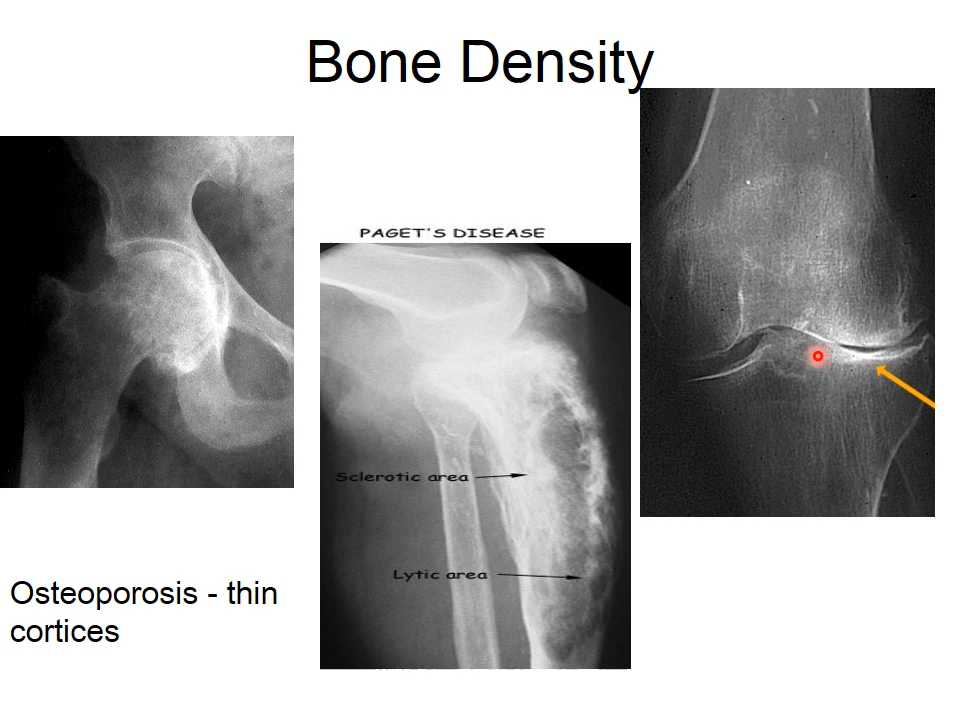 Bone Density
PAGET'S DISEASE
Sclerotic area
Lytic area
Osteoporosis - thin
cortices